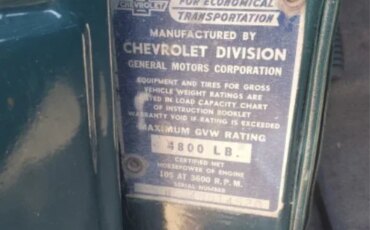 CHEVROLET
FOR ECONOMICAL
TRANSPORTATION
MANUFACTURED BY
CHEVROLET DIVISION
GENERAL MOTORS CORPORATION
EQUIPMENT AND TIRES FOR GROSS
VEHICLE WEIGHT RATINGS ARE
LISTED IN LOAD CAPACITY CHART
OF INSTRUCTION BOOKLET
WARRANTY VOID IF RATING IS EXCEEDED
MAXIMUM GVW RATING
4800 LB.
CERTIFIED NET
HORSEPOWER OF ENGINE
105 AT 3600 R.P.M.
SERIAL NUMBER